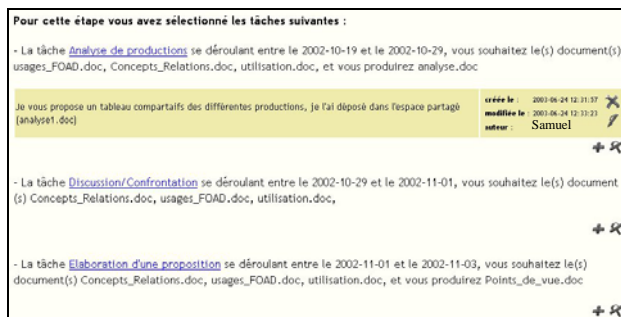 Pour cette étape vous avez sélectionné les tâches suivantes :
- La tâche Analyse de productions se déroulant entre le 2002-10-19 et le 2002-10-29, vous souhaitez le(s) document(s)
usages_FOAD.doc, Concepts_Relations.doc, utilisation.doc, et vous produirez analyse.doc
Je vous propose un tableau compartaifs des différentes productions, je l'ai déposé dans l'espace partagé
(analyse1.doc)
créée le : 2003-06-24 12:31:57
modifiée le : 2003-06-24 12:33:23
auteur : Samuel
- La tâche Discussion/Confrontation se déroulant entre le 2002-10-29 et le 2002-11-01, vous souhaitez le(s) document
(s) Concepts_Relations.doc, usages_FOAD.doc, utilisation.doc,
- La tâche Elaboration d'une proposition se déroulant entre le 2002-11-01 et le 2002-11-03, vous souhaitez le(s)
document(s) Concepts_Relations.doc, usages_FOAD.doc, utilisation.doc, et vous produirez Points_de_vue.doc